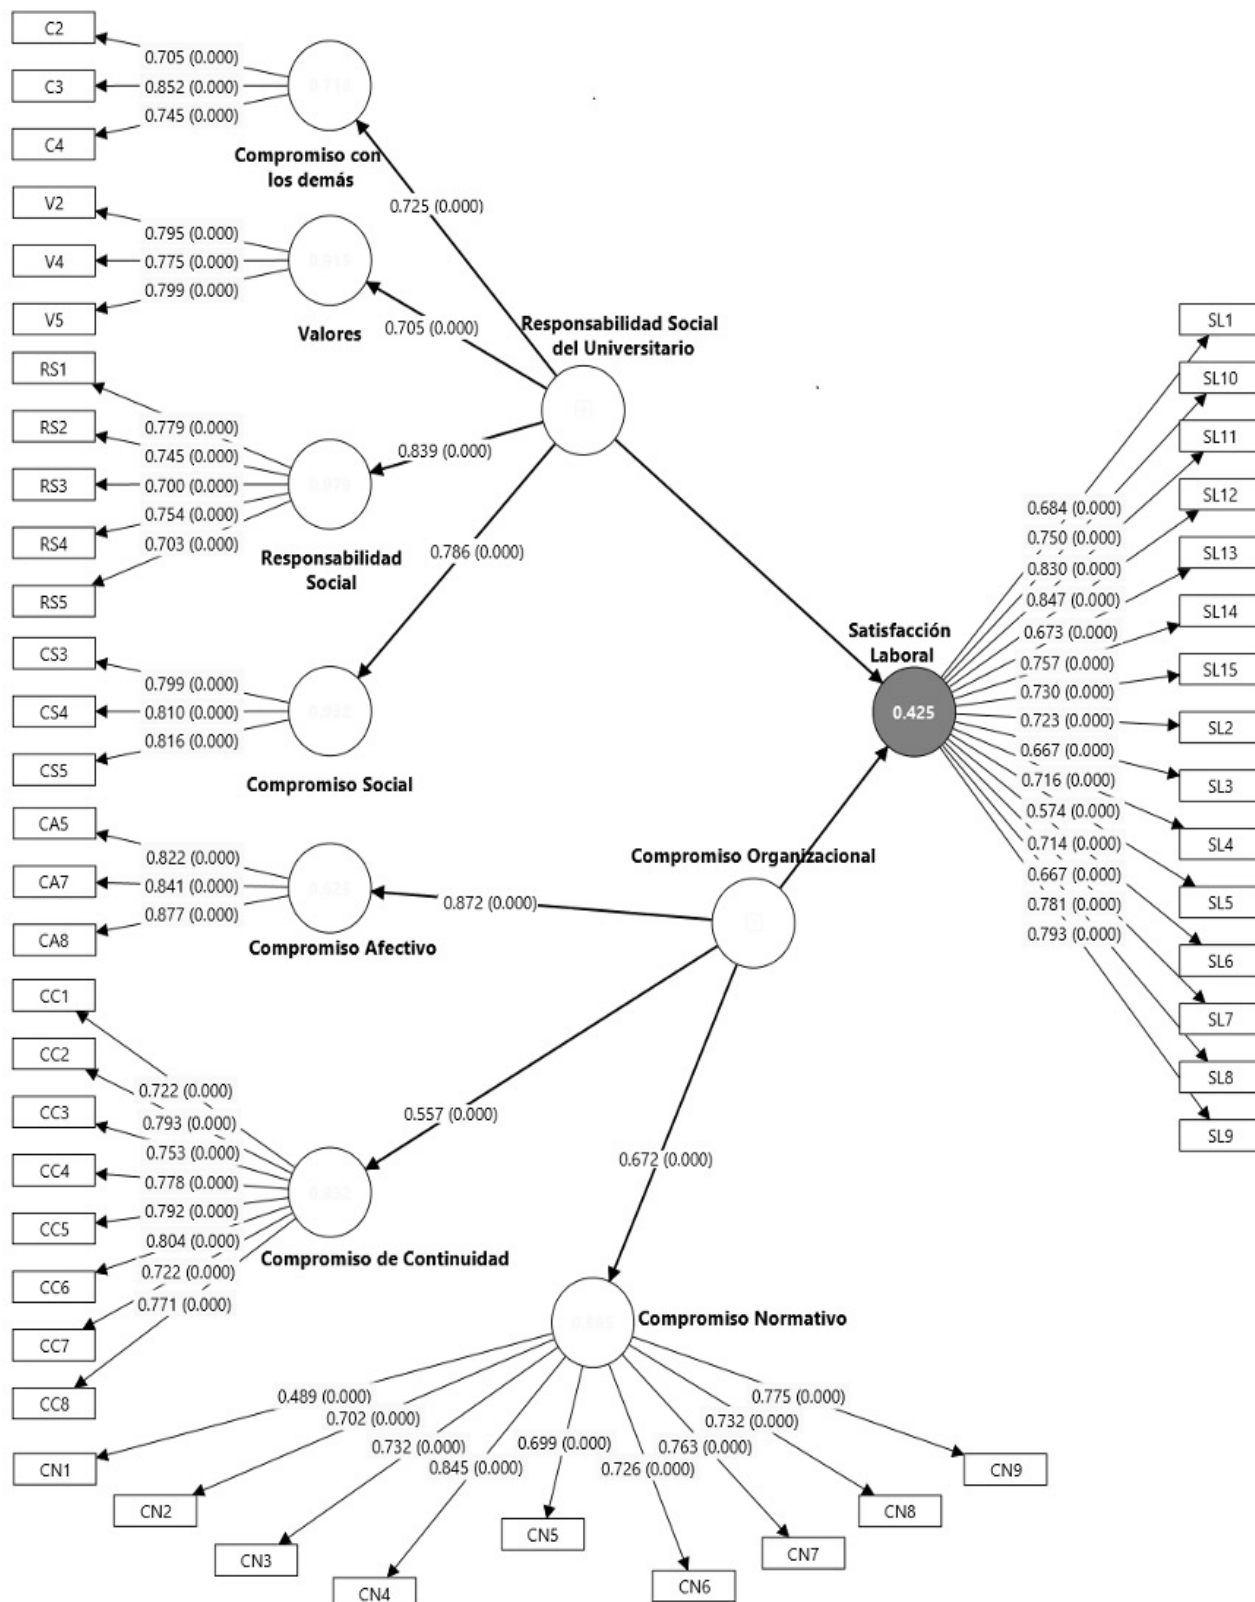 C2
C3
C4
0.705 (0.000)
0.852 (0.000)
0.745 (0.000)
Compromiso con
los demás
0.725 (0.000)
V2
V4
V5
0.795 (0.000)
0.775 (0.000)
0.799 (0.000)
Valores
0.705 (0.000)
Responsabilidad Social
del Universitario
RS1
RS2
RS3
RS4
RS5
0.779 (0.000)
0.745 (0.000)
0.700 (0.000)
0.754 (0.000)
0.703 (0.000)
Responsabilidad
Social
0.839 (0.000)
0.786 (0.000)
CS3
CS4
CS5
0.799 (0.000)
0.810 (0.000)
0.816 (0.000)
Compromiso Social
Satisfacción
Laboral
0.425
SL1
SL10
SL11
SL12
SL13
SL14
SL15
SL2
SL3
SL4
SL5
SL6
SL7
SL8
SL9
0.684 (0.000)
0.750 (0.000)
0.830 (0.000)
0.847 (0.000)
0.673 (0.000)
0.757 (0.000)
0.730 (0.000)
0.723 (0.000)
0.667 (0.000)
0.716 (0.000)
0.574 (0.000)
0.714 (0.000)
0.667 (0.000)
0.781 (0.000)
0.793 (0.000)
CA5
CA7
CA8
0.822 (0.000)
0.841 (0.000)
0.877 (0.000)
Compromiso Afectivo
0.872 (0.000)
Compromiso Organizacional
CC1
CC2
CC3
CC4
CC5
CC6
CC7
CC8
0.722 (0.000)
0.793 (0.000)
0.753 (0.000)
0.778 (0.000)
0.792 (0.000)
0.804 (0.000)
0.722 (0.000)
0.771 (0.000)
Compromiso de Continuidad
0.557 (0.000)
0.672 (0.000)
Compromiso Normativo
0.489 (0.000)
0.702 (0.000)
0.732 (0.000)
0.845 (0.000)
0.699 (0.000)
0.726 (0.000)
0.763 (0.000)
0.732 (0.000)
0.775 (0.000)
CN1
CN2
CN3
CN4
CN5
CN6
CN7
CN8
CN9